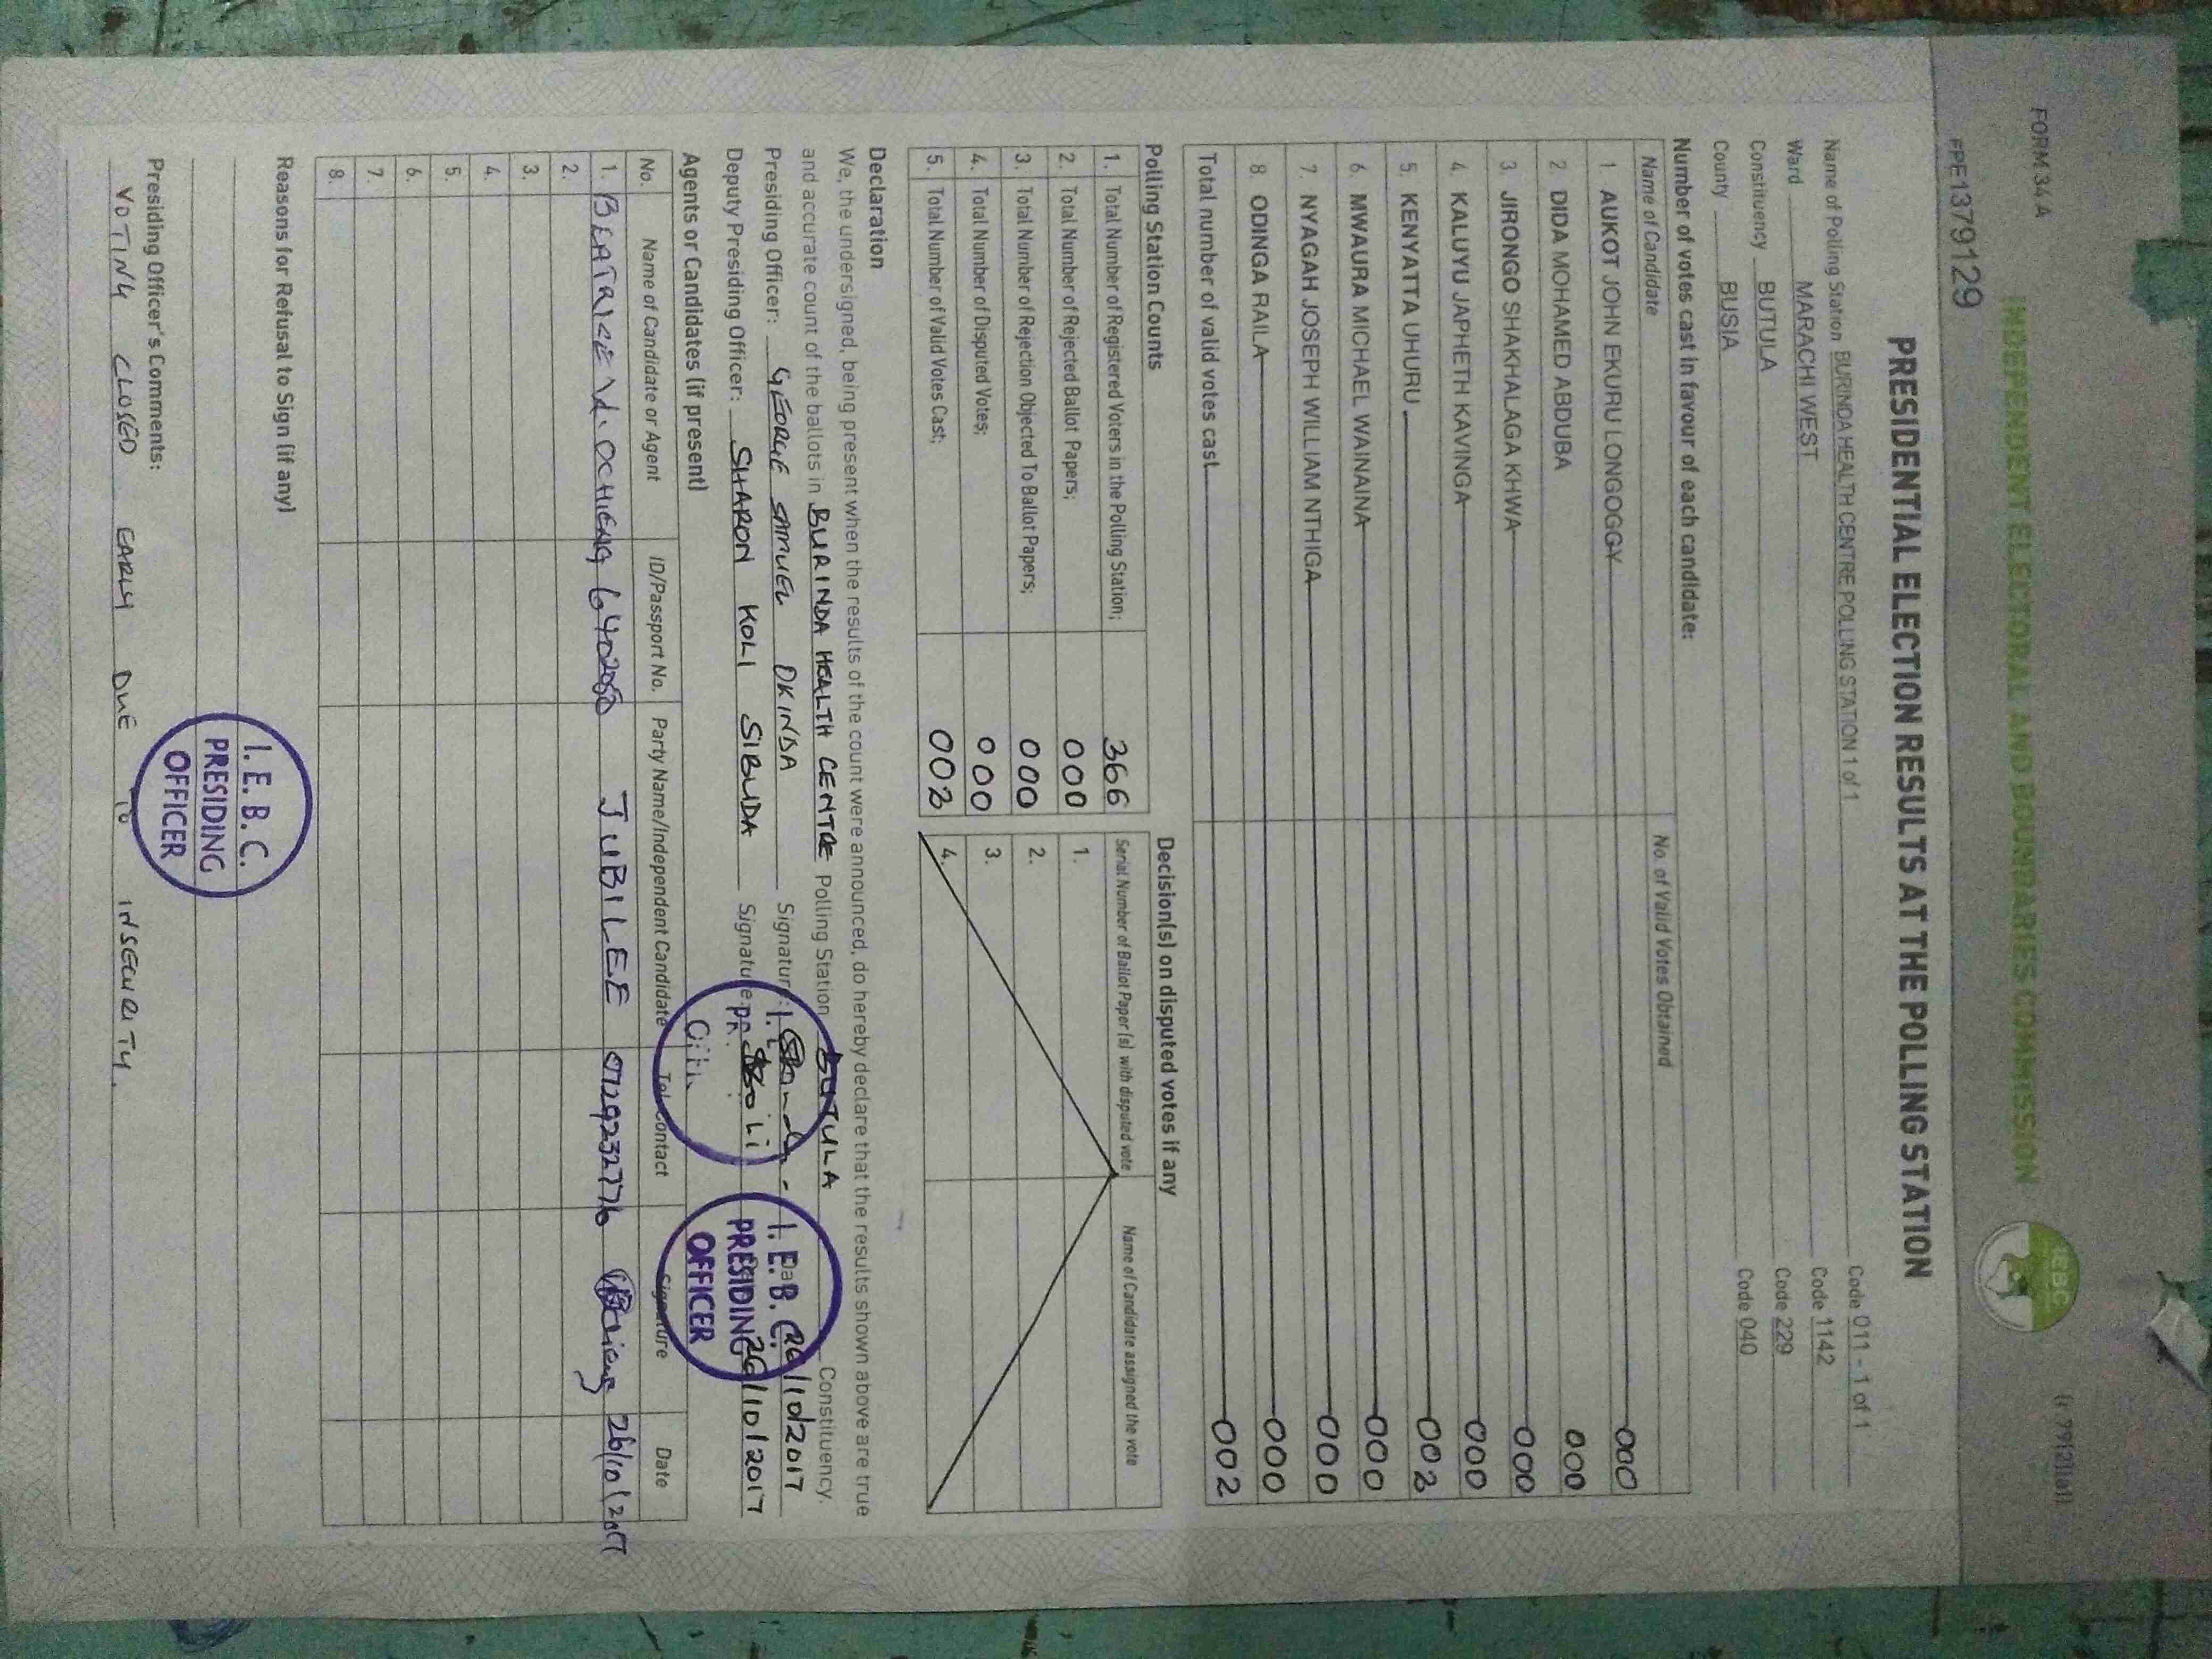 FORM 34 A
(r 79(2)(a))
INDEPENDENT ELECTORAL AND BOUNDARIES COMMISSION
IEBC
FPE1379129
PRESIDENTIAL ELECTION RESULTS AT THE POLLING STATION
Name of Polling Station BURINDA HEALTH CENTRE POLLING STATION 1 of 1 Code 011 - 1 of 1
Ward MARACHI WEST Code 1142
Constituency BUTULA Code 229
County BUSIA Code 040
Number of votes cast in favour of each candidate:
Name of Candidate No. of Valid Votes Obtained
1 AUKOT JOHN EKURU LONGOGGY 000
2 DIDA MOHAMED ABDUBA 000
3 JIRONGO SHAKHALAGA KHWA 000
4. KALUYU JAPHETH KAVINGA 000
5. KENYATTA UHURU 002
6. MWAURA MICHAEL WAINAINA 000
7 NYAGAH JOSEPH WILLIAM NTHIGA 000
8 ODINGA RAILA 000
Total number of valid votes cast 002
Polling Station Counts
1. Total Number of Registered Voters in the Polling Station; 366
2. Total Number of Rejected Ballot Papers; 000
3. Total Number of Rejection Objected To Ballot Papers; 000
4. Total Number of Disputed Votes; 000
5. Total Number of Valid Votes Cast; 002
Decision(s) on disputed votes if any
Serial Number of Ballot Paper(s) with disputed vote Name of Candidate assigned the vote
1.
2.
3.
4.
Declaration
We, the undersigned, being present when the results of the count were announced, do hereby declare that the results shown above are true
and accurate count of the ballots in BURINDA HEALTH CENTRE Polling Station BUTULA Constituency.
Presiding Officer: GEORGE SAMUEL OKINDA Signature: Date: 26/10/2017
Deputy Presiding Officer: SHARON KOLI SIBUDA Signature: 26/10/2017
I. E. B. C.
PRESIDING
OFFICER
Agents or Candidates (if present)
No. Name of Candidate or Agent ID/Passport No. Party Name/Independent Candidate Tel. Contact Signature Date
1. BEATRICE OCHIENG JUBILEE 0729232776 26/10/2017
2.
3.
4.
5.
6.
7.
8.
Reasons for Refusal to Sign (if any)
I. E. B. C.
PRESIDING
OFFICER
Presiding Officer's Comments:
VOTING CLOSED EARLY DUE TO INSECURITY.